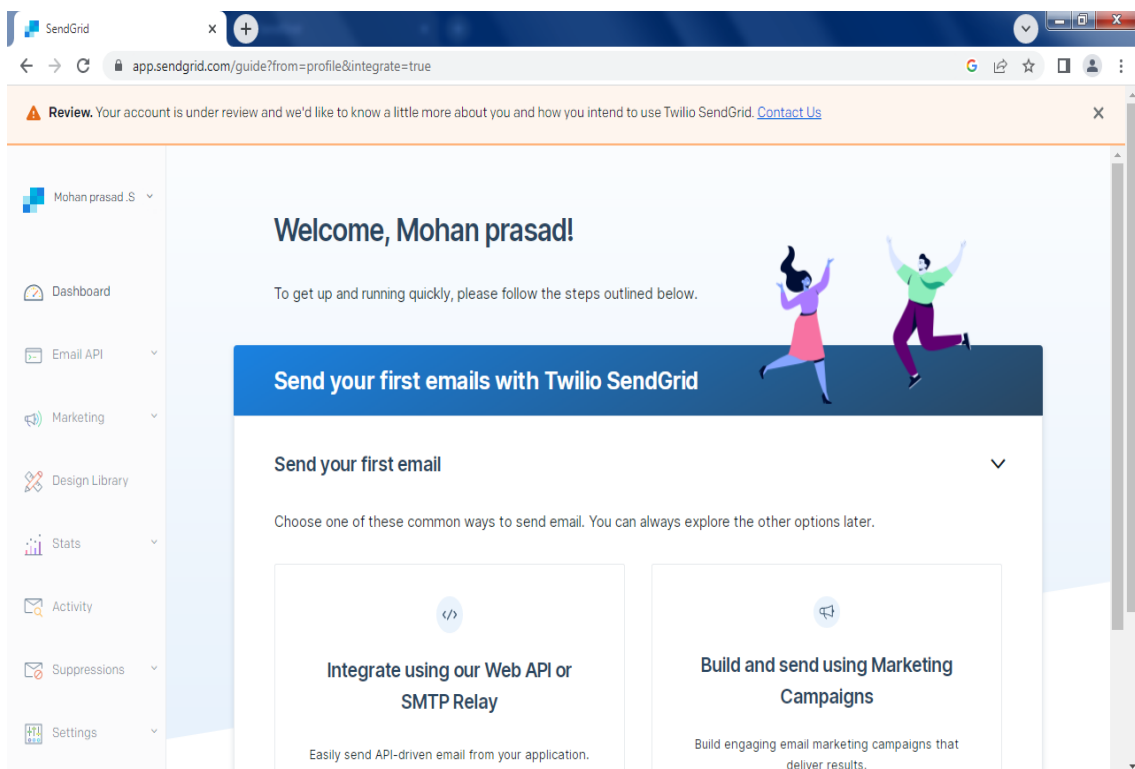 SendGrid
app.sendgrid.com/guide?from=profile&integrate=true
Review. Your account is under review and we'd like to know a little more about you and how you intend to use Twilio SendGrid. Contact Us
Mohan prasad .S
Dashboard
Email API
Marketing
Design Library
Stats
Activity
Suppressions
Settings
Welcome, Mohan prasad!
To get up and running quickly, please follow the steps outlined below.
Send your first emails with Twilio SendGrid
Send your first email
Choose one of these common ways to send email. You can always explore the other options later.
Integrate using our Web API or
SMTP Relay
Easily send API-driven email from your application.
Build and send using Marketing
Campaigns
Build engaging email marketing campaigns that
deliver results.